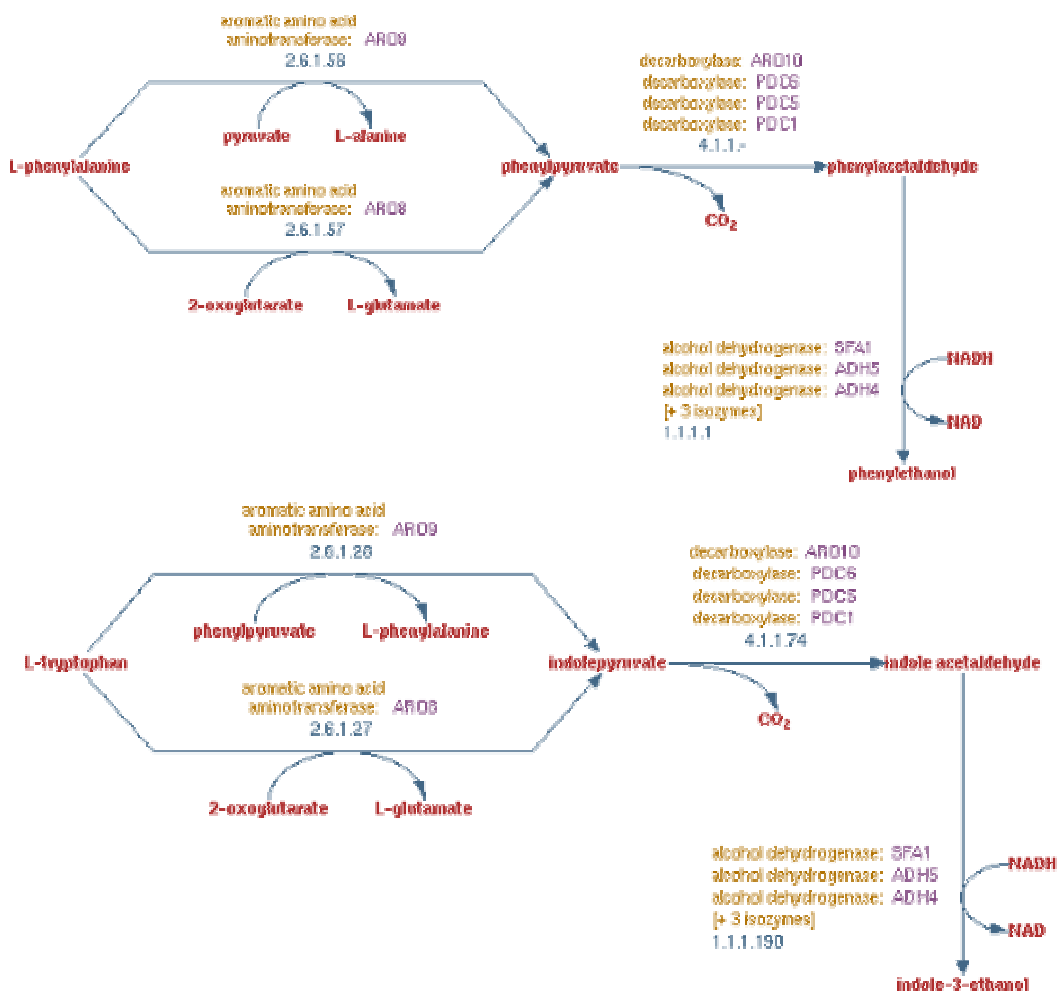 aromatic amino acid
aminotransferase: ARO9
2.6.1.58
pyruvate L-alanine
decarboxylase: ARO10
decarboxylase: PDC6
decarboxylase: PDC5
decarboxylase: PDC1
4.1.1.-
L-phenylalanine phenylpyruvate phenylacetaldehyde
CO₂
aromatic amino acid
aminotransferase: ARO8
2.6.1.57
2-oxoglutarate L-glutamate
alcohol dehydrogenase: SFA1
alcohol dehydrogenase: ADH5
alcohol dehydrogenase: ADH4
[+ 3 isozymes]
1.1.1.1
NADH
NAD
phenylethanol
aromatic amino acid
aminotransferase: ARO9
2.6.1.28
phenylpyruvate L-phenylalanine
decarboxylase: ARO10
decarboxylase: PDC6
decarboxylase: PDC5
decarboxylase: PDC1
4.1.1.74
L-tryptophan indolepyruvate indole acetaldehyde
CO₂
aromatic amino acid
aminotransferase: ARO8
2.6.1.27
2-oxoglutarate L-glutamate
alcohol dehydrogenase: SFA1
alcohol dehydrogenase: ADH5
alcohol dehydrogenase: ADH4
[+ 3 isozymes]
1.1.1.190
NADH
NAD
indole-3-ethanol